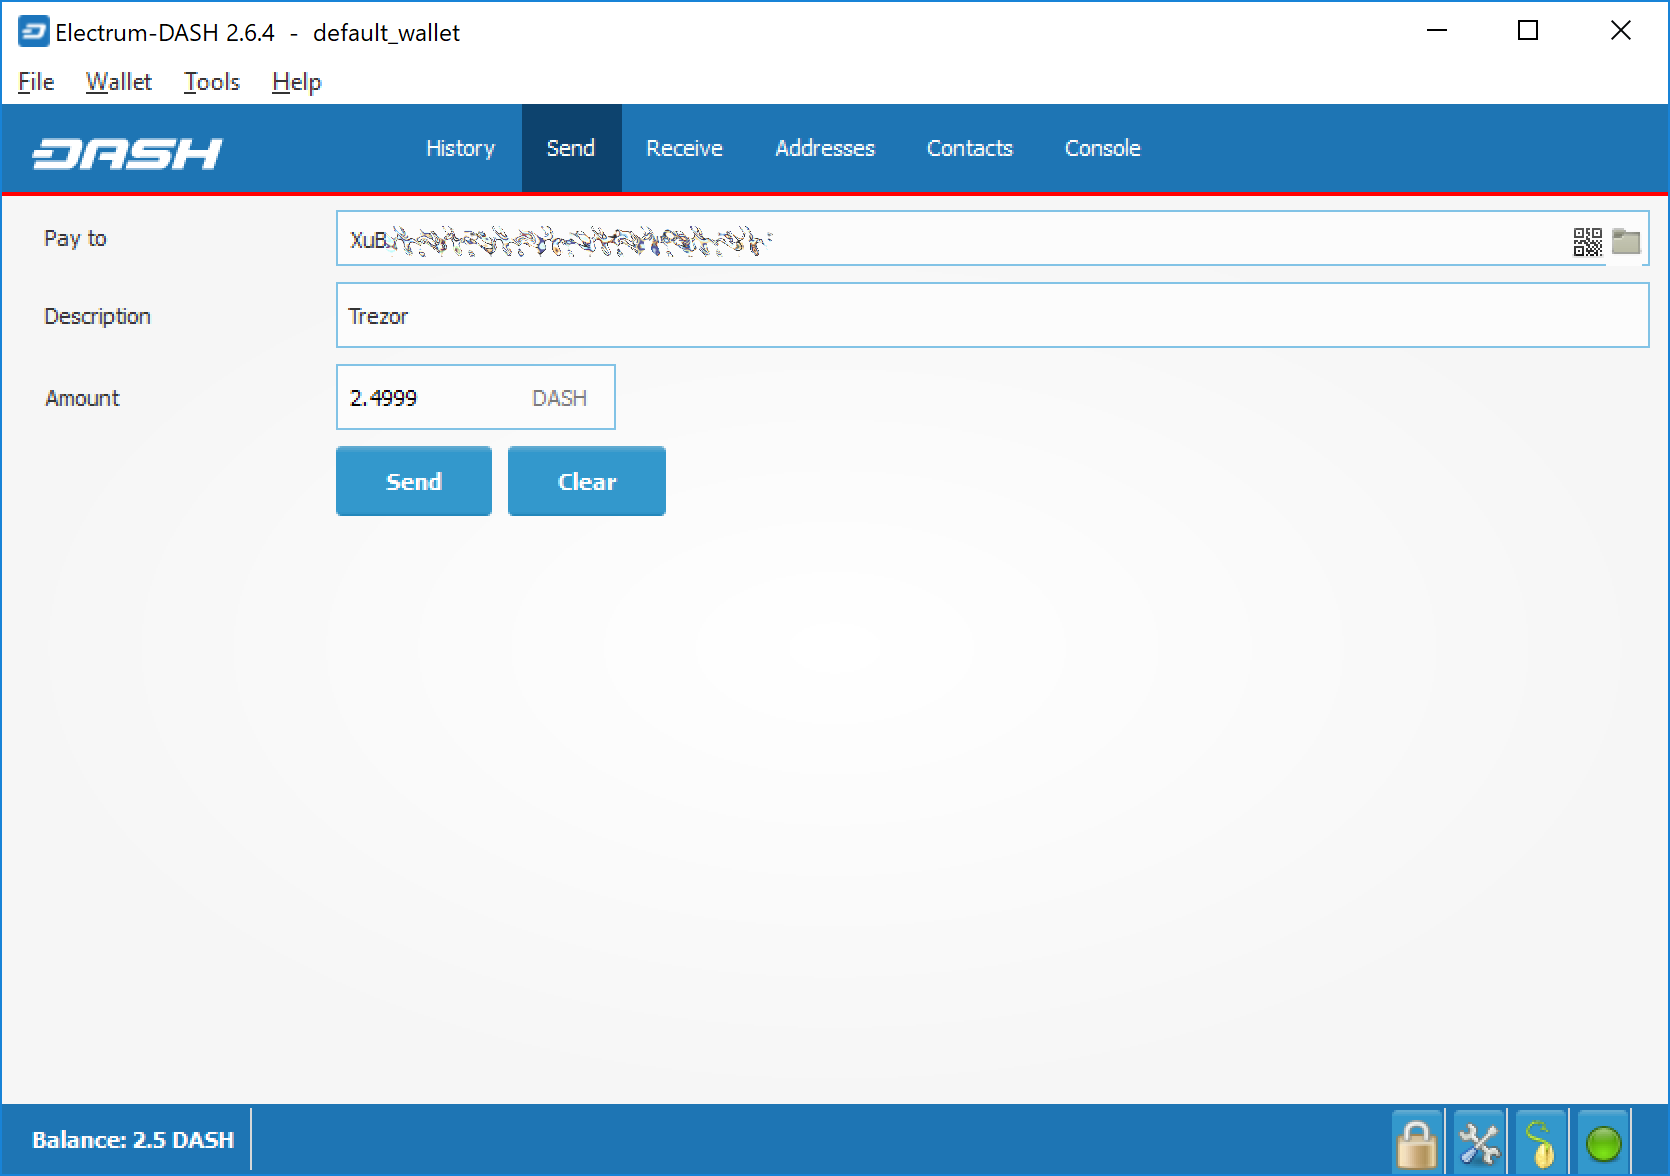 Electrum-DASH 2.6.4 - default_wallet
File Wallet Tools Help
DASH History Send Receive Addresses Contacts Console
Pay to XuB
Description Trezor
Amount 2.4999 DASH
Send Clear
Balance: 2.5 DASH